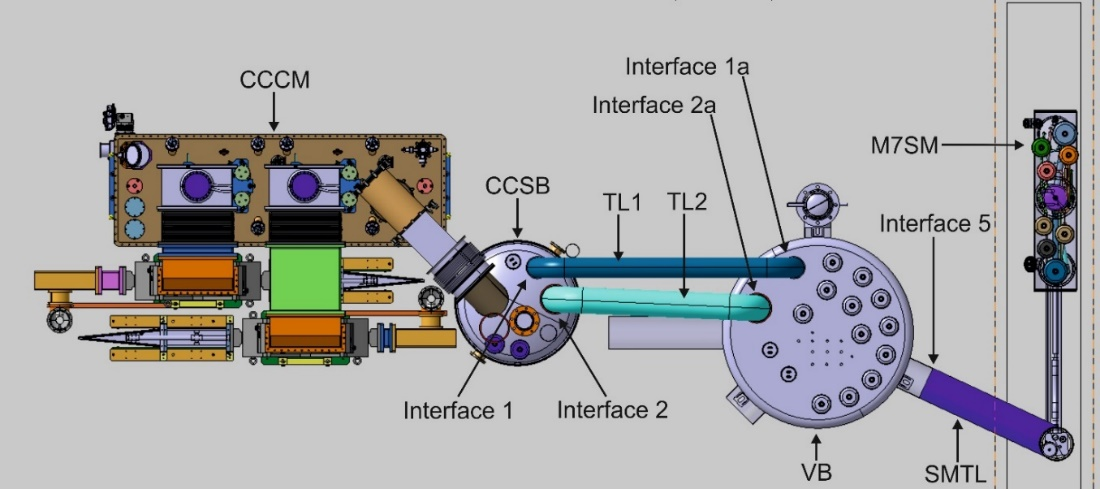 CCCM
Interface 1a
Interface 2a
M7SM
CCSB
TL1
TL2
Interface 5
Interface 1
Interface 2
VB
SMTL